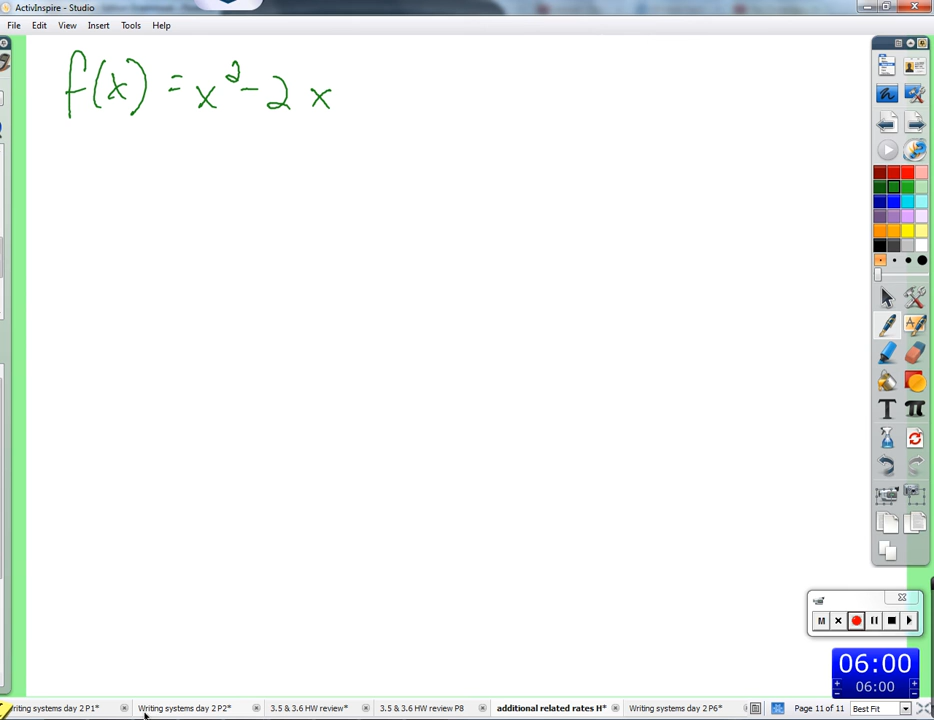 ActivInspire - Studio
File Edit View Insert Tools Help
f(x) = x² - 2 x
M
T
π
06:00
06:00
riting systems day 2 P1* Writing systems day 2 P2* 3.5 & 3.6 HW review* 3.5 & 3.6 HW review P8 additional related rates H* Writing systems day 2 P6* Page 11 of 11 Best Fit